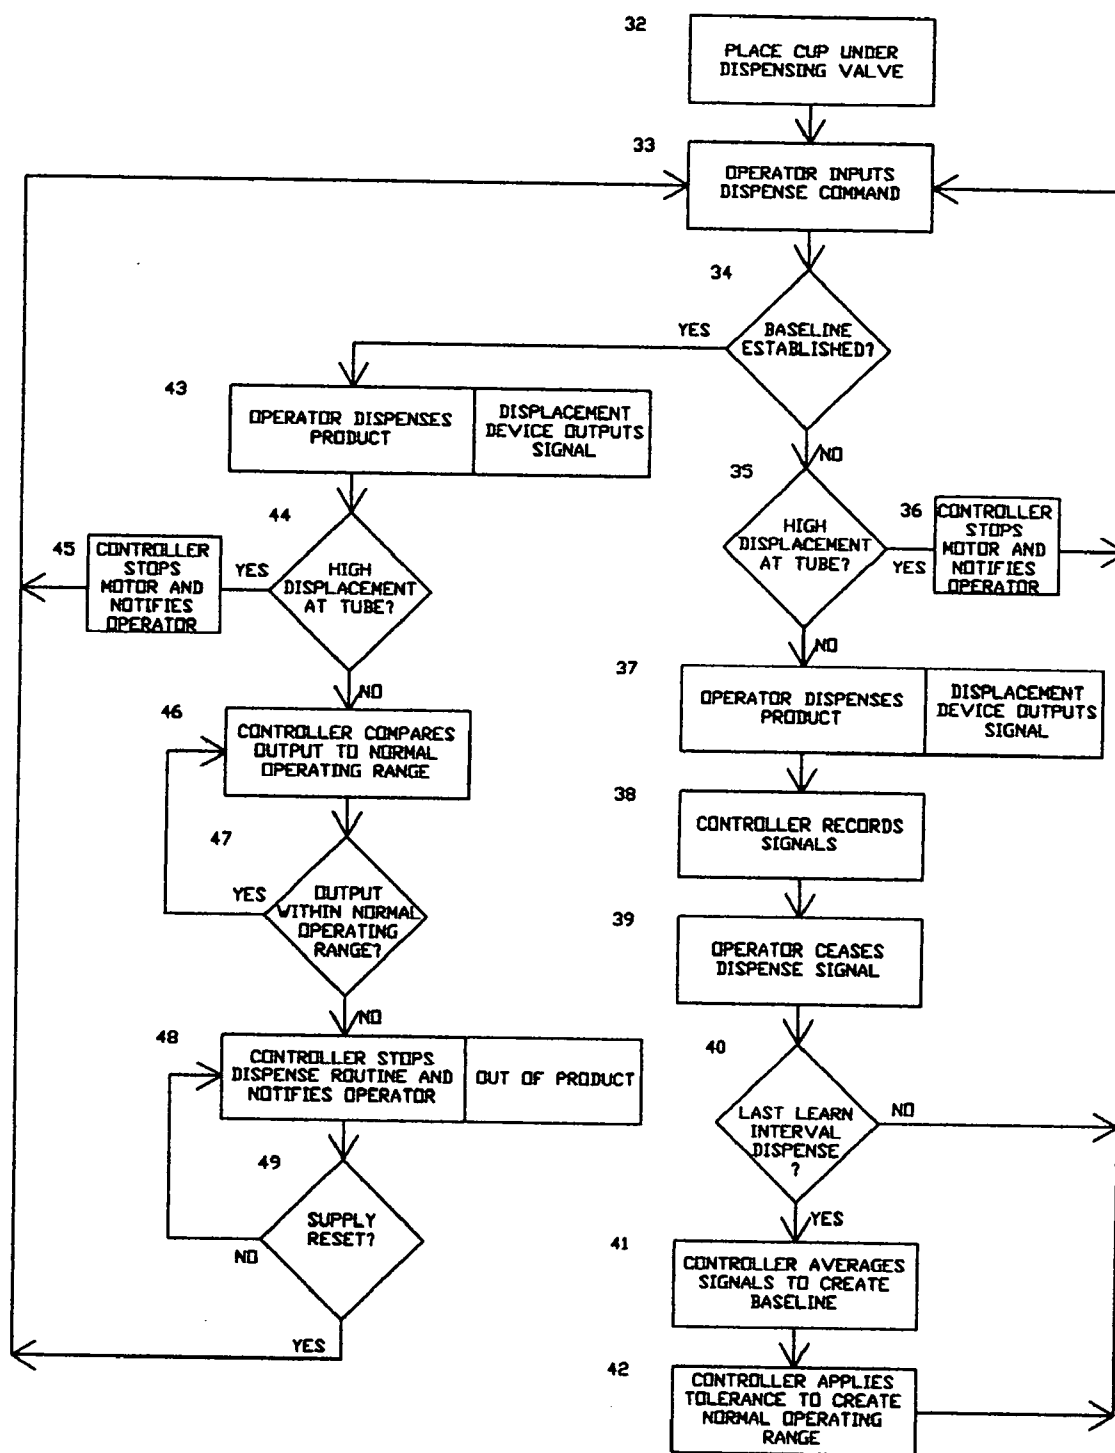 32
PLACE CUP UNDER
DISPENSING VALVE
33
OPERATOR INPUTS
DISPENSE COMMAND
34
BASELINE
ESTABLISHED?
YES
NO
43
OPERATOR DISPENSES
PRODUCT
DISPLACEMENT
DEVICE OUTPUTS
SIGNAL
44
HIGH
DISPLACEMENT
AT TUBE?
YES
NO
45
CONTROLLER
STOPS
MOTOR AND
NOTIFIES
OPERATOR
35
HIGH
DISPLACEMENT
AT TUBE?
YES
NO
36
CONTROLLER
STOPS
MOTOR AND
NOTIFIES
OPERATOR
46
CONTROLLER COMPARES
OUTPUT TO NORMAL
OPERATING RANGE
47
OUTPUT
WITHIN NORMAL
OPERATING
RANGE?
YES
NO
48
CONTROLLER STOPS
DISPENSE ROUTINE AND
NOTIFIES OPERATOR
OUT OF PRODUCT
49
SUPPLY
RESET?
NO
YES
37
OPERATOR DISPENSES
PRODUCT
DISPLACEMENT
DEVICE OUTPUTS
SIGNAL
38
CONTROLLER RECORDS
SIGNALS
39
OPERATOR CEASES
DISPENSE SIGNAL
40
LAST LEARN
INTERVAL
DISPENSE
?
NO
YES
41
CONTROLLER AVERAGES
SIGNALS TO CREATE
BASELINE
42
CONTROLLER APPLIES
TOLERANCE TO CREATE
NORMAL OPERATING
RANGE